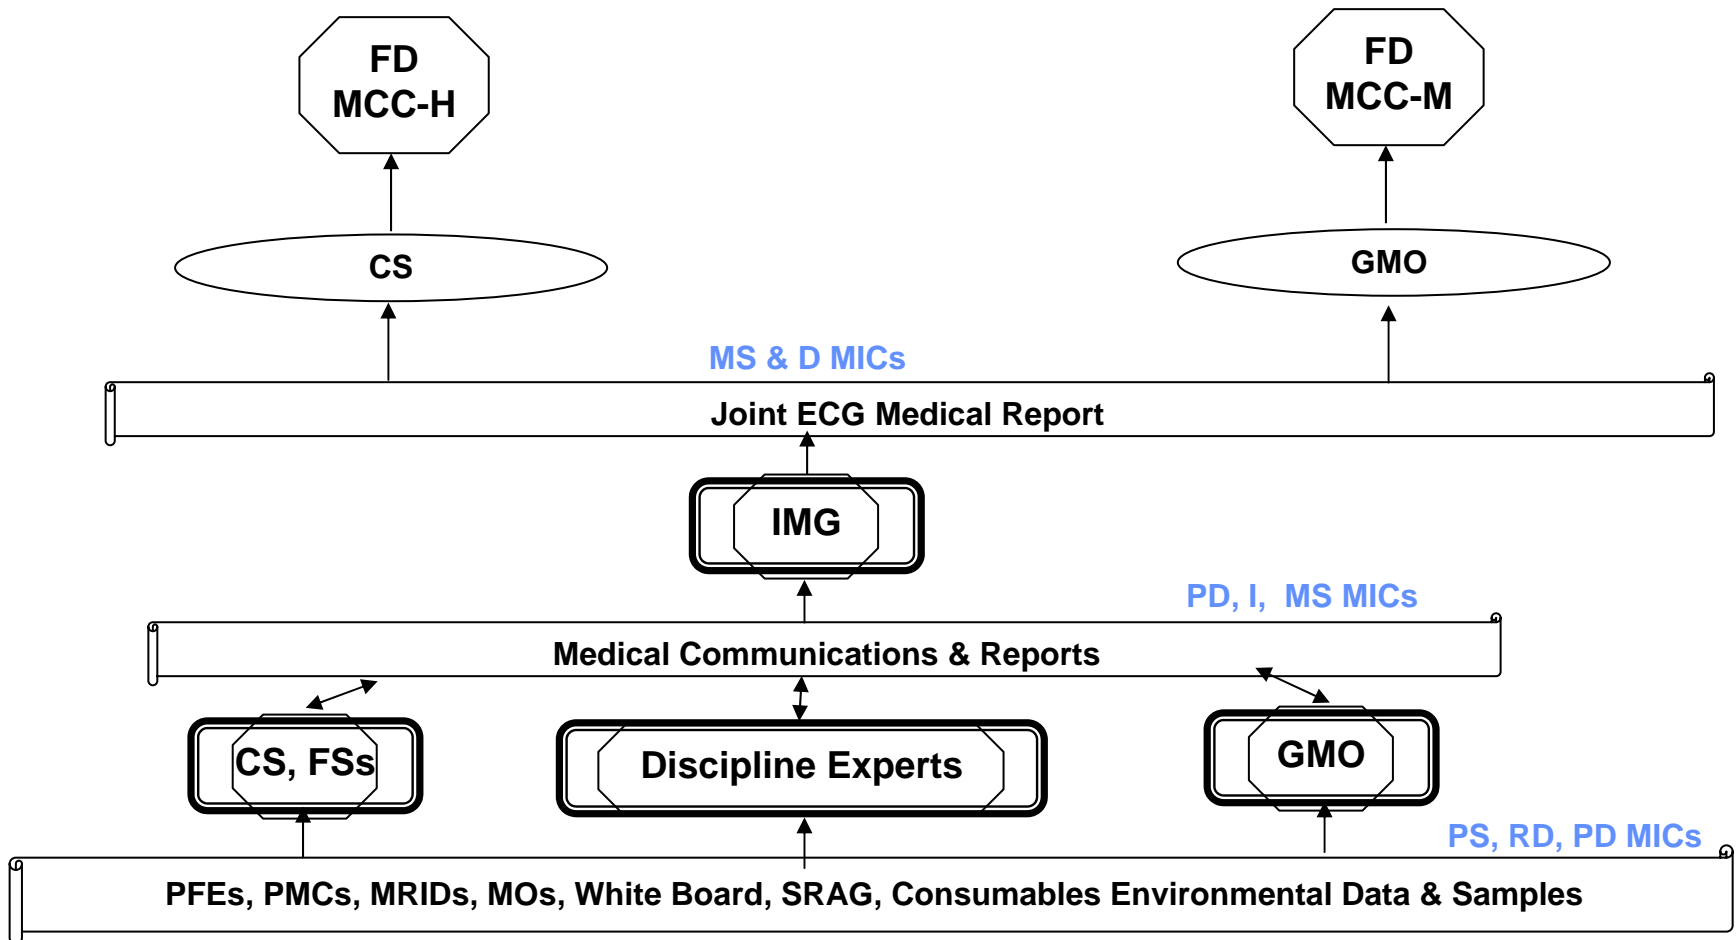 FD
MCC-H
FD
MCC-M
CS
GMO
MS & D MICs
Joint ECG Medical Report
IMG
PD, I, MS MICs
Medical Communications & Reports
CS, FSs
Discipline Experts
GMO
PS, RD, PD MICs
PFEs, PMCs, MRIDs, MOs, White Board, SRAG, Consumables Environmental Data & Samples